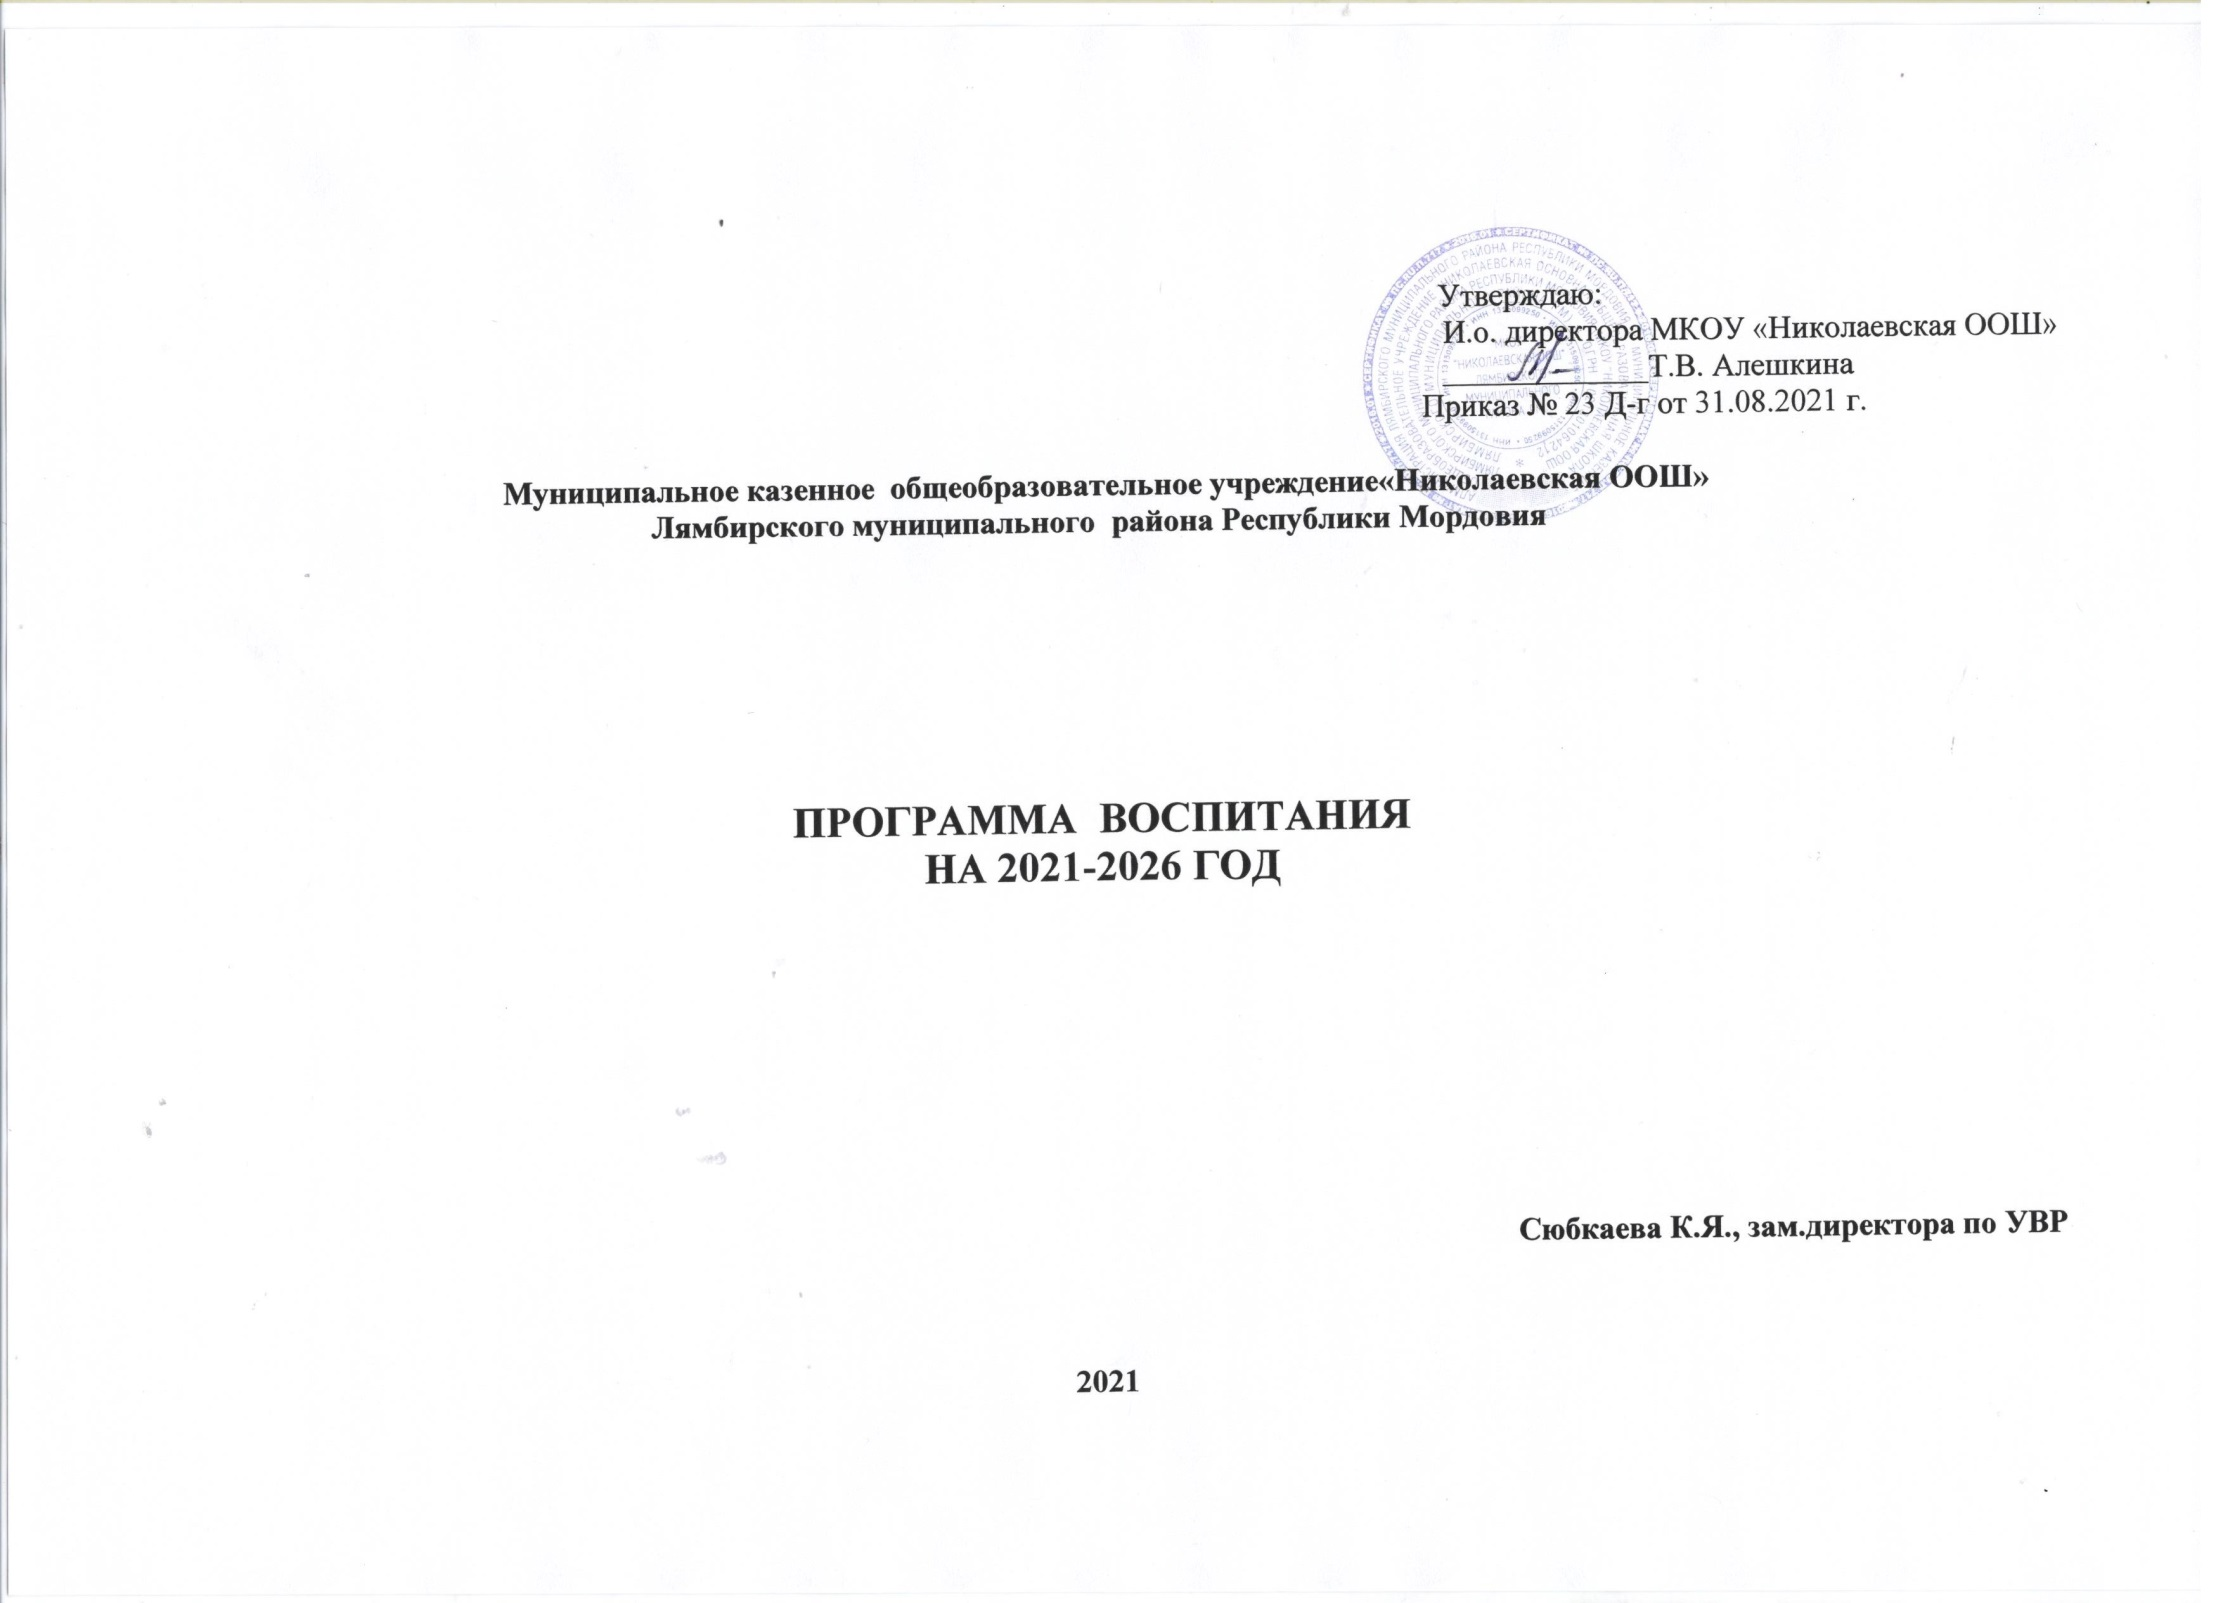 Утверждаю:
И.о. директора МКОУ «Николаевская ООШ»
Т.В. Алешкина
Приказ № 23 Д-г от 31.08.2021 г.
Муниципальное казенное общеобразовательное учреждение«Николаевская ООШ»
Лямбирского муниципального района Республики Мордовия
ПРОГРАММА ВОСПИТАНИЯ
НА 2021-2026 ГОД
Сюбкаева К.Я., зам.директора по УВР
2021